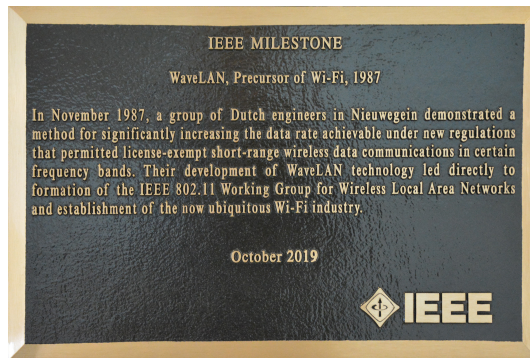 IEEE MILESTONE
WaveLAN, Precursor of Wi-Fi, 1987
In November 1987, a group of Dutch engineers in Nieuwegein demonstrated a
method for significantly increasing the data rate achievable under new regulations
that permitted license-exempt short-range wireless data communications in certain
frequency bands. Their development of WaveLAN technology led directly to
formation of the IEEE 802.11 Working Group for Wireless Local Area Networks
and establishment of the now ubiquitous Wi-Fi industry.
October 2019
IEEE